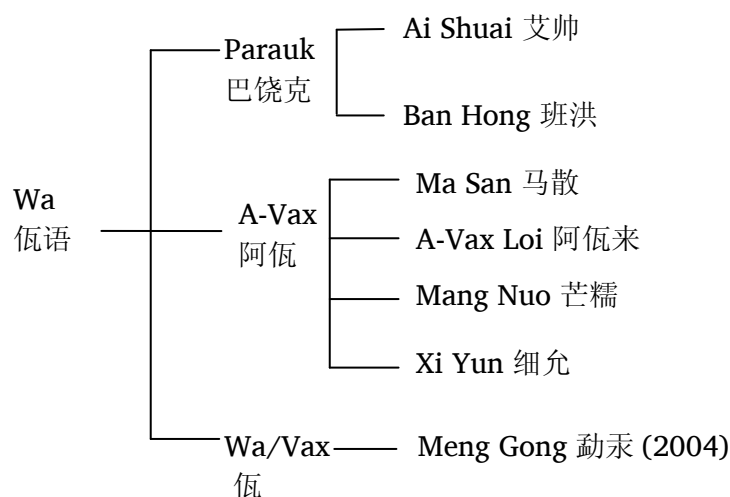 Wa
佤语
Parauk
巴饶克
Ai Shuai 艾帅
Ban Hong 班洪
A-Vax
阿佤
Ma San 马散
A-Vax Loi 阿佤来
Mang Nuo 芒糯
Xi Yun 细允
Wa/Vax
佤
Meng Gong 勐汞 (2004)